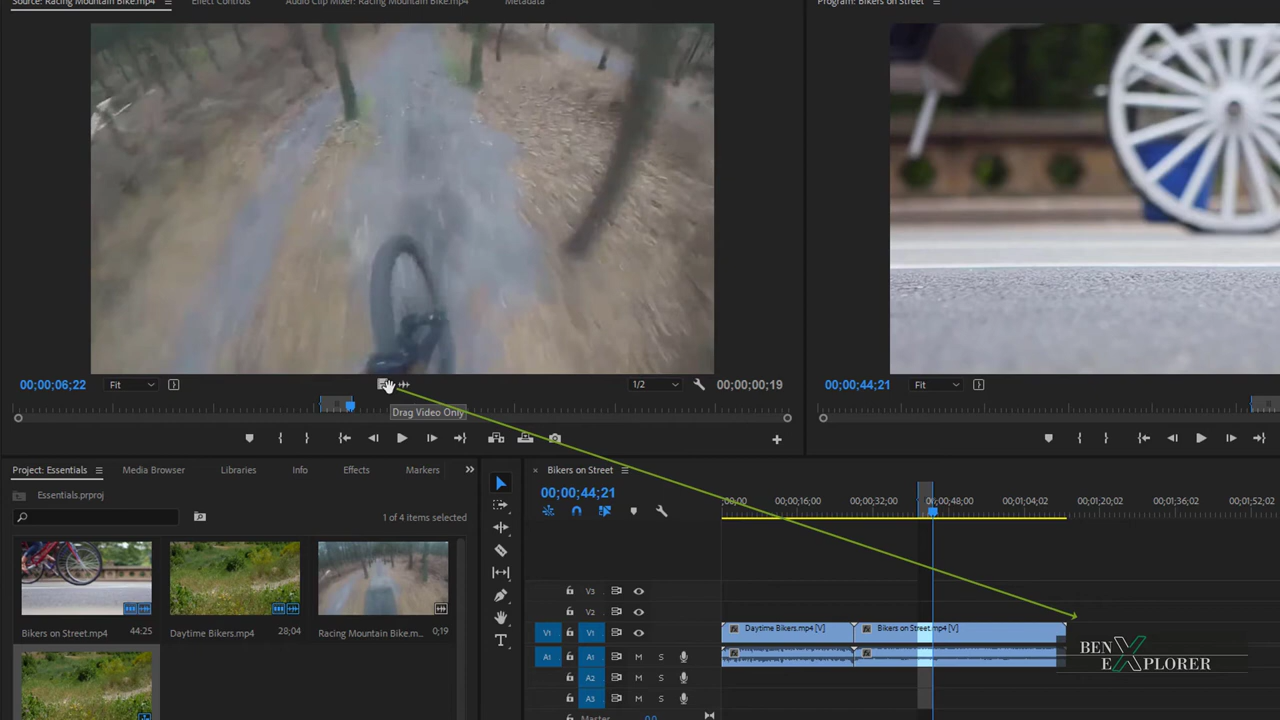 Source: Racing Mountain Bike.mp4
Effect Controls
Audio Clip Mixer: Racing Mountain Bike.mp4
Metadata
Program: Bikers on Street
00;00;06;22
Fit
1/2
00;00;00;19
00;00;44;21
Fit
Drag Video Only
Project: Essentials
Media Browser
Libraries
Info
Effects
Markers
Essentials.prproj
1 of 4 items selected
Bikers on Street.mp4
44:25
Daytime Bikers.mp4
28;04
Racing Mountain Bike.m...
0;19
Bikers on Street
00;00;44;21
;00;00
00;00;16;00
00;00;32;00
00;00;48;00
00;01;04;02
00;01;20;02
00;01;36;02
00;01;52;02
V3
V2
V1
V1
Daytime Bikers.mp4 [V]
Bikers on Street.mp4 [V]
A1
A1
M
S
A2
M
S
A3
M
S
Master
0.0
BEN
EXPLORER